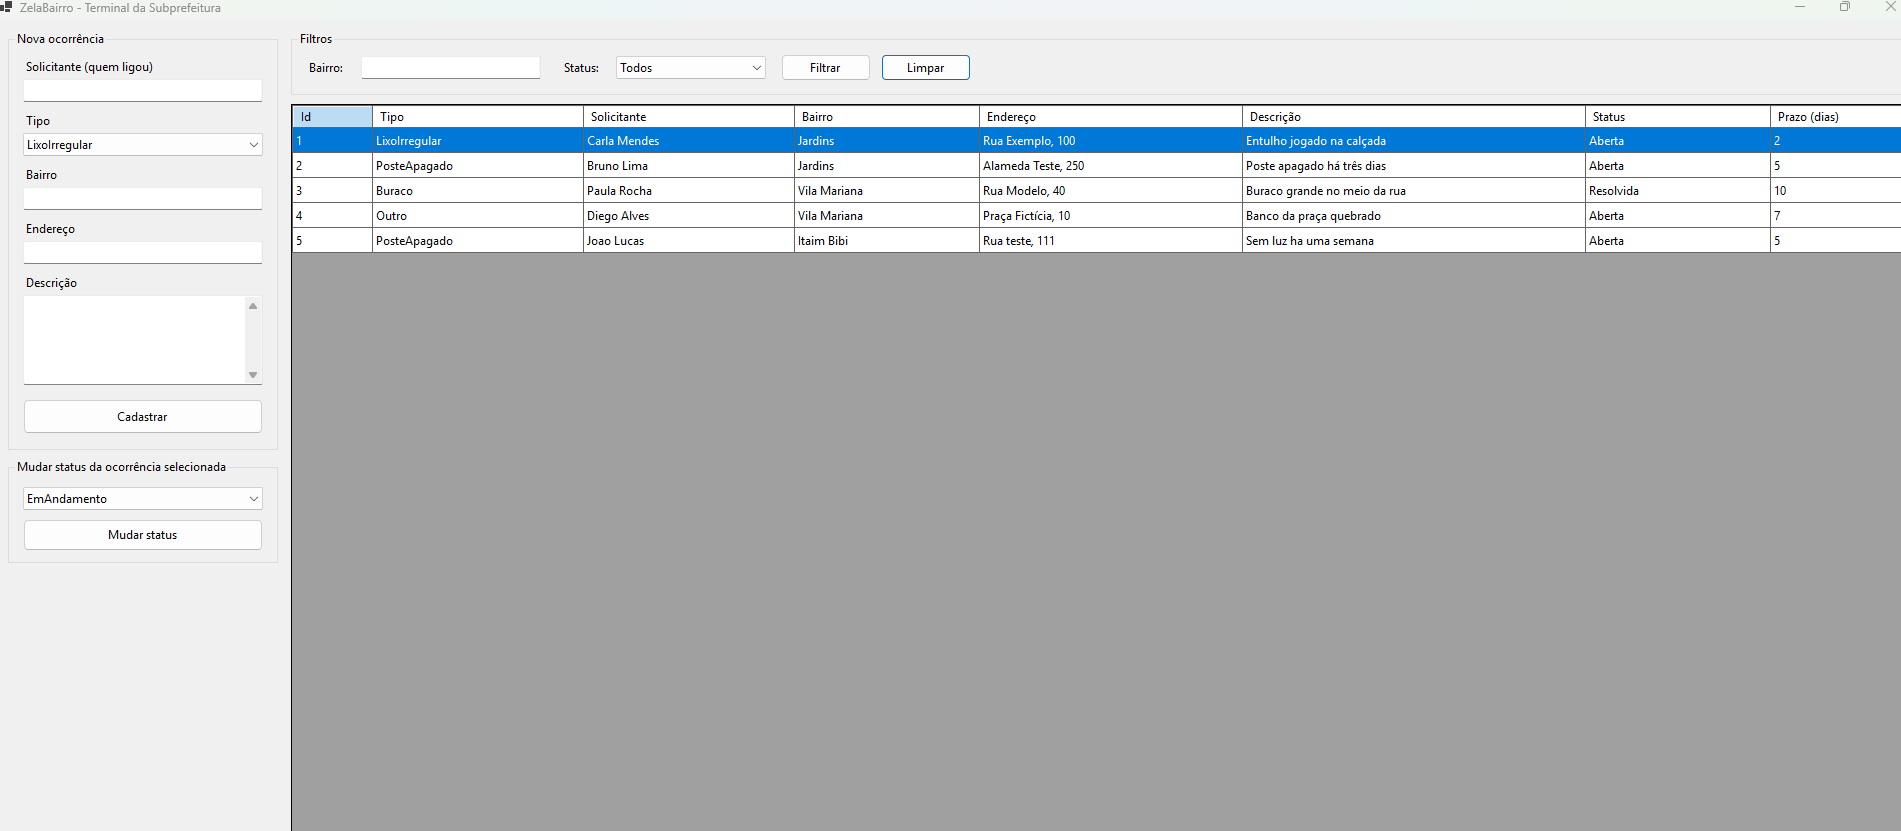 ZelaBairro - Terminal da Subprefeitura
Nova ocorrência
Solicitante (quem ligou)
Tipo
LixoIrregular
Bairro
Endereço
Descrição
Cadastrar
Mudar status da ocorrência selecionada
EmAndamento
Mudar status
Filtros
Bairro: Status: Todos Filtrar Limpar
Id Tipo Solicitante Bairro Endereço Descrição Status Prazo (dias)
1 LixoIrregular Carla Mendes Jardins Rua Exemplo, 100 Entulho jogado na calçada Aberta 2
2 PosteApagado Bruno Lima Jardins Alameda Teste, 250 Poste apagado há três dias Aberta 5
3 Buraco Paula Rocha Vila Mariana Rua Modelo, 40 Buraco grande no meio da rua Resolvida 10
4 Outro Diego Alves Vila Mariana Praça Fictícia, 10 Banco da praça quebrado Aberta 7
5 PosteApagado Joao Lucas Itaim Bibi Rua teste, 111 Sem luz ha uma semana Aberta 5